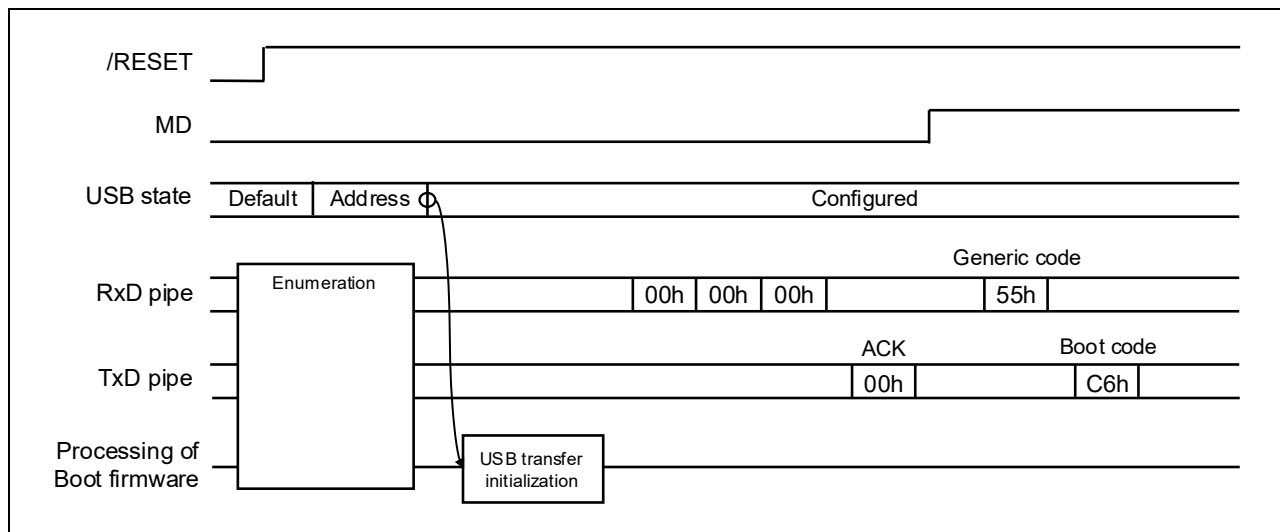 /RESET
MD
USB state
Default
Address
Configured
Enumeration
Generic code
RxD pipe
00h
00h
00h
55h
ACK
Boot code
TxD pipe
00h
C6h
Processing of
Boot firmware
USB transfer
initialization